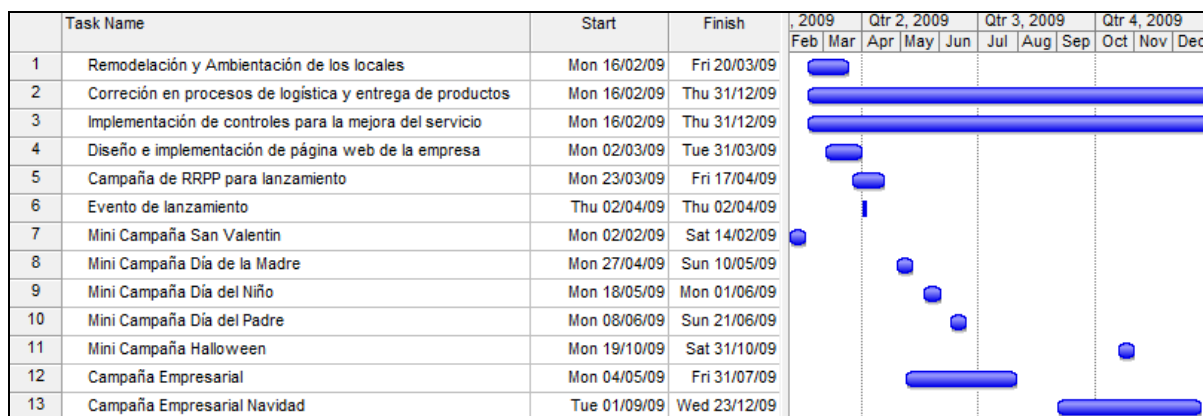 Task Name Start Finish , 2009 Qtr 2, 2009 Qtr 3, 2009 Qtr 4, 2009
Feb Mar Apr May Jun Jul Aug Sep Oct Nov Dec
1 Remodelación y Ambientación de los locales Mon 16/02/09 Fri 20/03/09
2 Correción en procesos de logística y entrega de productos Mon 16/02/09 Thu 31/12/09
3 Implementación de controles para la mejora del servicio Mon 16/02/09 Thu 31/12/09
4 Diseño e implementación de página web de la empresa Mon 02/03/09 Tue 31/03/09
5 Campaña de RRPP para lanzamiento Mon 23/03/09 Fri 17/04/09
6 Evento de lanzamiento Thu 02/04/09 Thu 02/04/09
7 Mini Campaña San Valentin Mon 02/02/09 Sat 14/02/09
8 Mini Campaña Día de la Madre Mon 27/04/09 Sun 10/05/09
9 Mini Campaña Día del Niño Mon 18/05/09 Mon 01/06/09
10 Mini Campaña Día del Padre Mon 08/06/09 Sun 21/06/09
11 Mini Campaña Halloween Mon 19/10/09 Sat 31/10/09
12 Campaña Empresarial Mon 04/05/09 Fri 31/07/09
13 Campaña Empresarial Navidad Tue 01/09/09 Wed 23/12/09